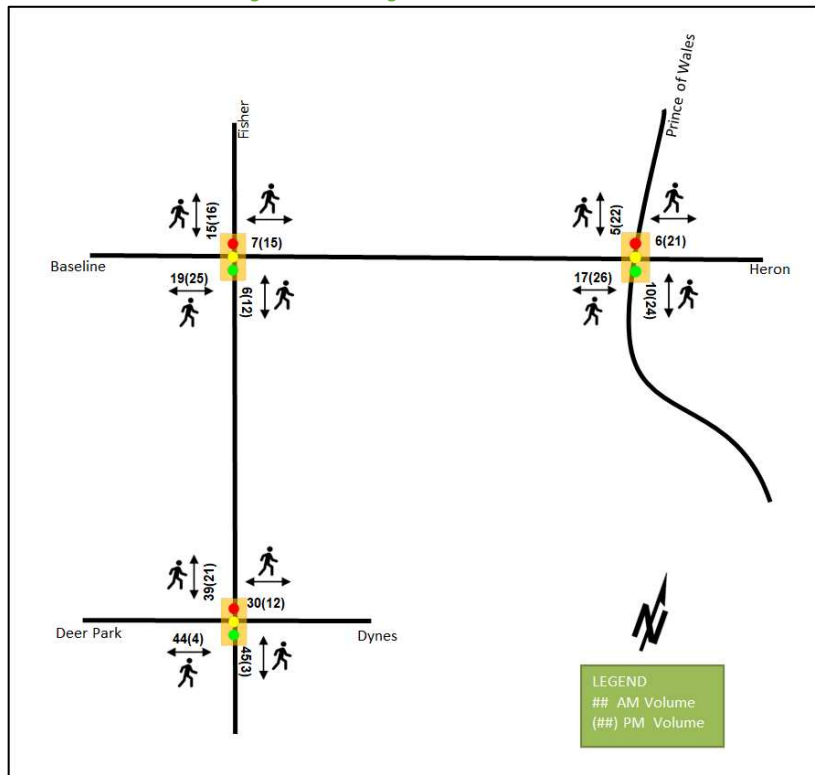 Prince of Wales
Fisher
15(16)
7(15)
5(22)
6(21)
Baseline
Heron
19(25)
6(12)
17(26)
10(24)
39(21)
30(12)
Deer Park
Dynes
44(4)
45(3)
N
LEGEND
## AM Volume
(##) PM Volume